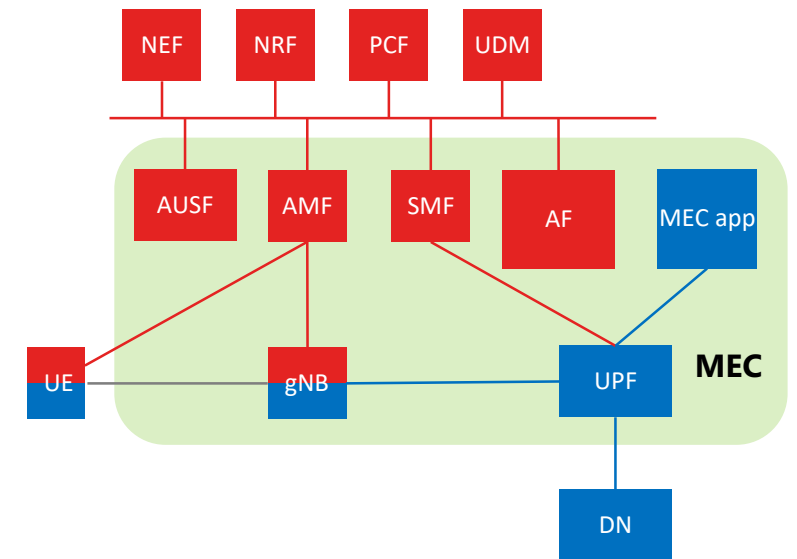 NEF
NRF
PCF
UDM
AUSF
AMF
SMF
AF
MEC app
UE
gNB
UPF
MEC
DN